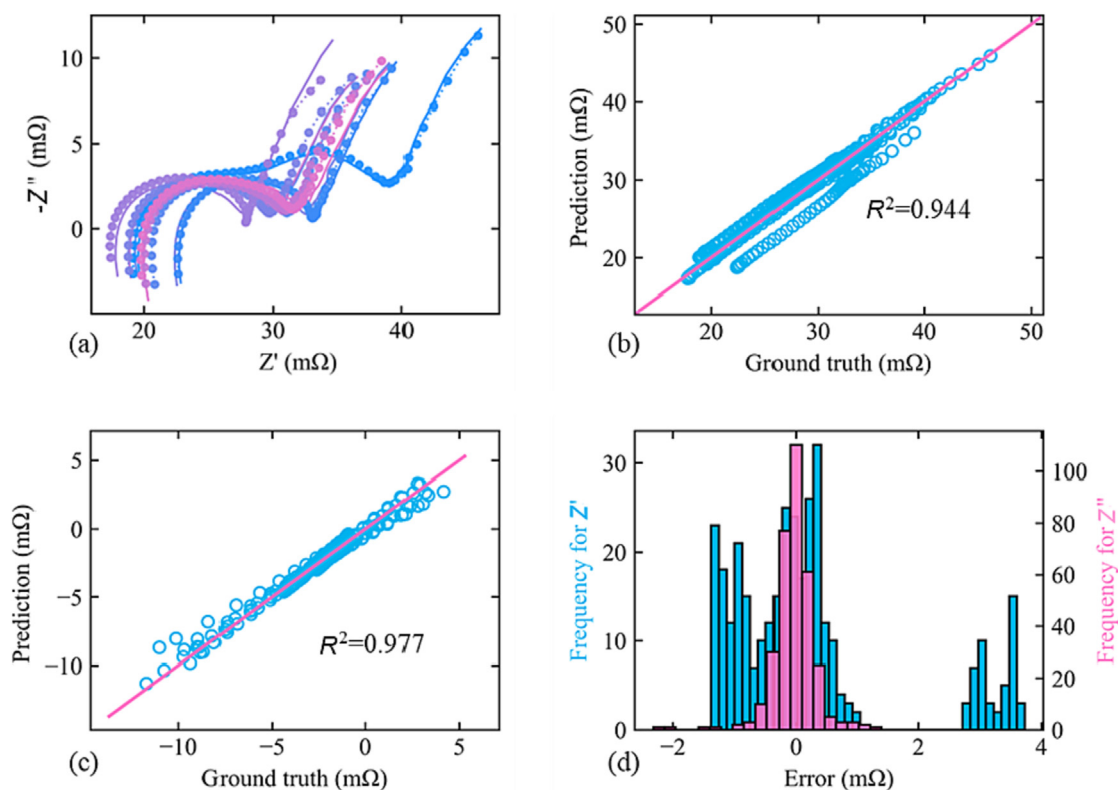 10
5
0
-Z'' (mΩ)
20
30
40
(a)
Z' (mΩ)
50
40
30
20
Prediction (mΩ)
R²=0.944
20
30
40
50
(b)
Ground truth (mΩ)
5
0
−5
−10
Prediction (mΩ)
R²=0.977
−10
−5
0
5
(c)
Ground truth (mΩ)
30
20
10
0
Frequency for Z'
100
80
60
40
20
0
Frequency for Z''
−2
0
2
4
(d)
Error (mΩ)